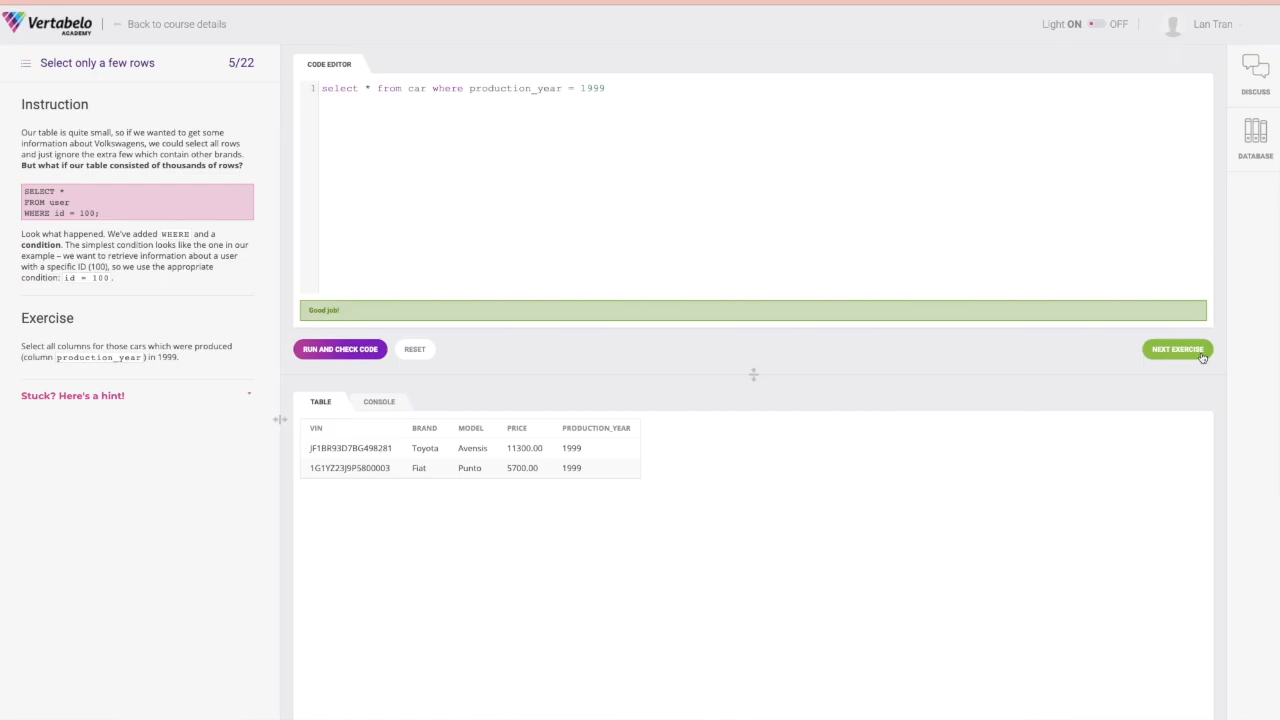 Vertabelo
ACADEMY
← Back to course details
Light ON OFF
Lan Tran
Select only a few rows 5/22
Instruction
Our table is quite small, so if we wanted to get some
information about Volkswagens, we could select all rows
and just ignore the extra few which contain other brands.
But what if our table consisted of thousands of rows?
SELECT *
FROM user
WHERE id = 100;
Look what happened. We've added WHERE and a
condition. The simplest condition looks like the one in our
example – we want to retrieve information about a user
with a specific ID (100), so we use the appropriate
condition: id = 100 .
Exercise
Select all columns for those cars which were produced
(column production_year ) in 1999.
Stuck? Here's a hint!
CODE EDITOR
1 select * from car where production_year = 1999
Good job!
RUN AND CHECK CODE RESET NEXT EXERCISE
TABLE CONSOLE
VIN BRAND MODEL PRICE PRODUCTION_YEAR
JF1BR93D7BG498281 Toyota Avensis 11300.00 1999
1G1YZ23J9P5800003 Fiat Punto 5700.00 1999
DISCUSS
DATABASE